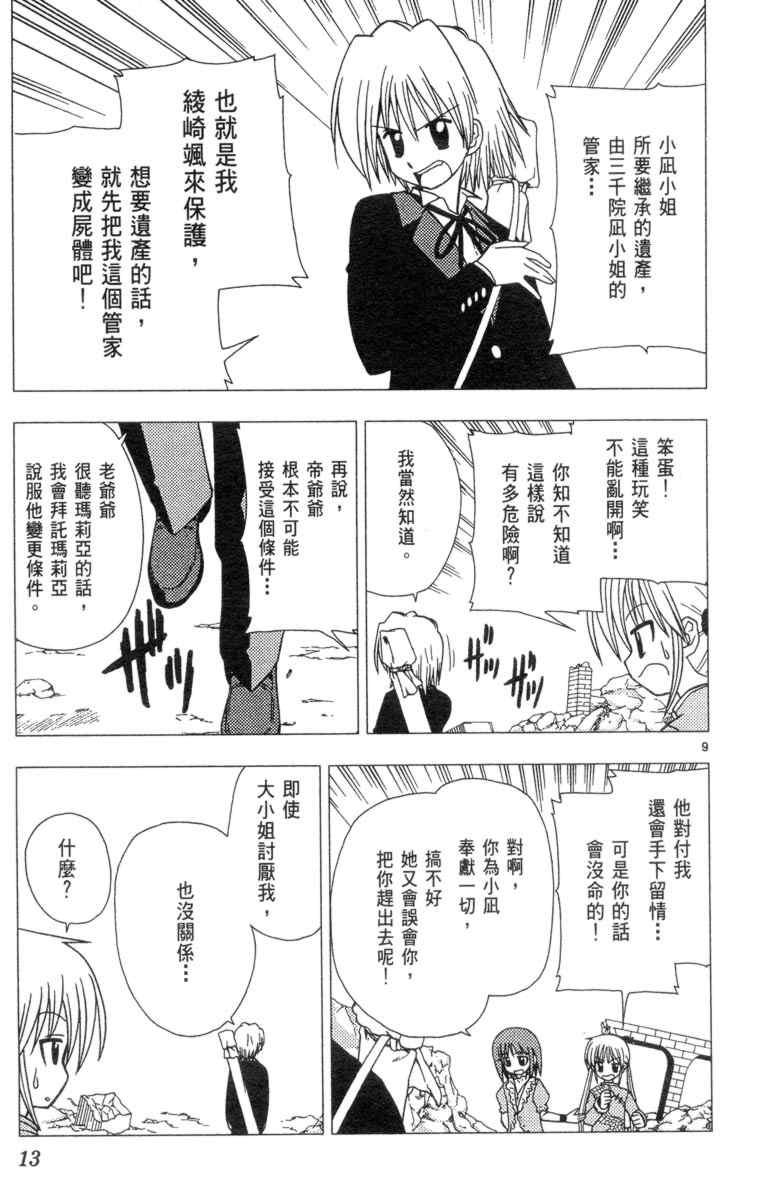 小凪小姐
所要繼承的遺產，
由三千院凪小姐的
管家…
也就是我
綾崎颯來保護，
想要遺產的話，
就先把我這個管家
變成屍體吧！
笨蛋！
這種玩笑
不能亂開啊…
你知不知道
這樣說
有多危險啊？
我當然知道。
ザッ
ザッ
再說，
帝爺爺
根本不可能
接受這個條件…
老爺爺
很聽瑪莉亞的話，
我會拜託瑪莉亞
說服他變更條件。
ザッ
ザッ
9
他對付我
還會手下留情…
可是你的話
會沒命的！
對啊，
你為小凪
奉獻一切，
搞不好
她又會誤會你，
把你趕出去呢！
即使
大小姐討厭我，
也沒關係…
什麼？
13